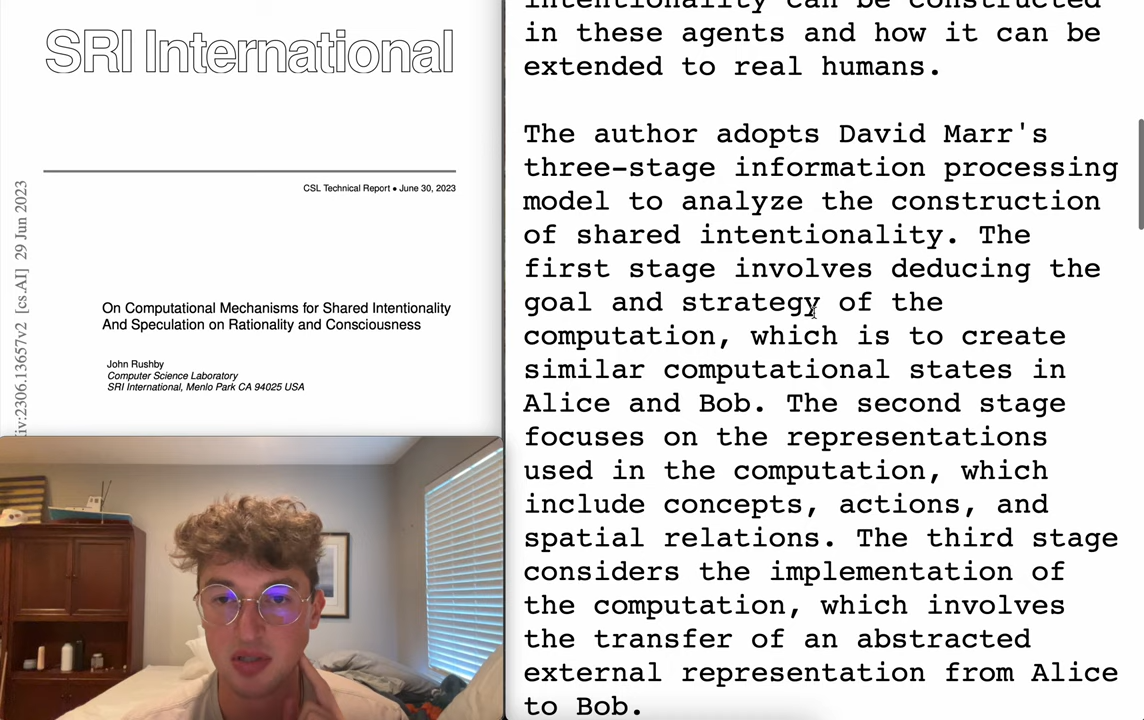 SRI International
CSL Technical Report • June 30, 2023
iv:2306.13657v2 [cs.AI] 29 Jun 2023
On Computational Mechanisms for Shared Intentionality
And Speculation on Rationality and Consciousness
John Rushby
Computer Science Laboratory
SRI International, Menlo Park CA 94025 USA
intentionality can be constructed
in these agents and how it can be
extended to real humans.
The author adopts David Marr's
three-stage information processing
model to analyze the construction
of shared intentionality. The
first stage involves deducing the
goal and strategy of the
computation, which is to create
similar computational states in
Alice and Bob. The second stage
focuses on the representations
used in the computation, which
include concepts, actions, and
spatial relations. The third stage
considers the implementation of
the computation, which involves
the transfer of an abstracted
external representation from Alice
to Bob.